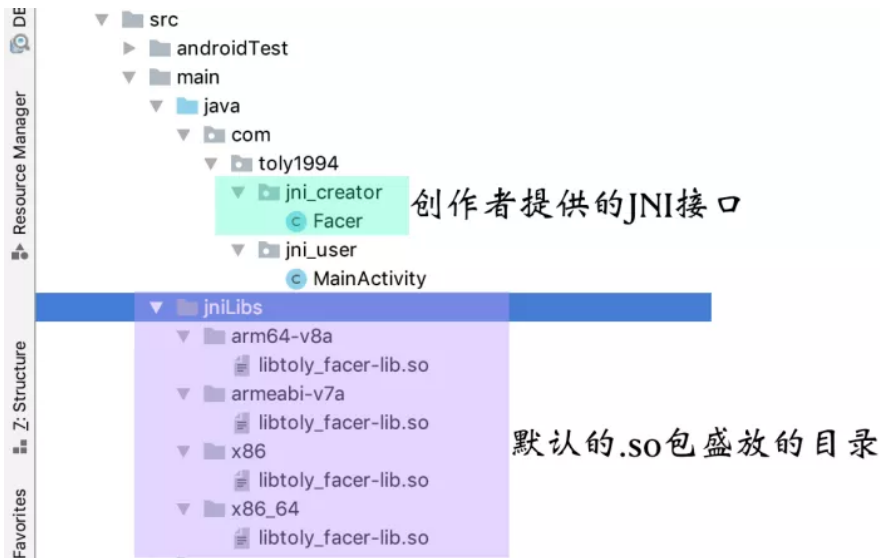 DE
Resource Manager
Z: Structure
Favorites
src
androidTest
main
java
com
toly1994
jni_creator
Facer
创作者提供的JNI接口
jni_user
MainActivity
jniLibs
arm64-v8a
libtoly_facer-lib.so
armeabi-v7a
libtoly_facer-lib.so
默认的.so包盛放的目录
x86
libtoly_facer-lib.so
x86_64
libtoly_facer-lib.so